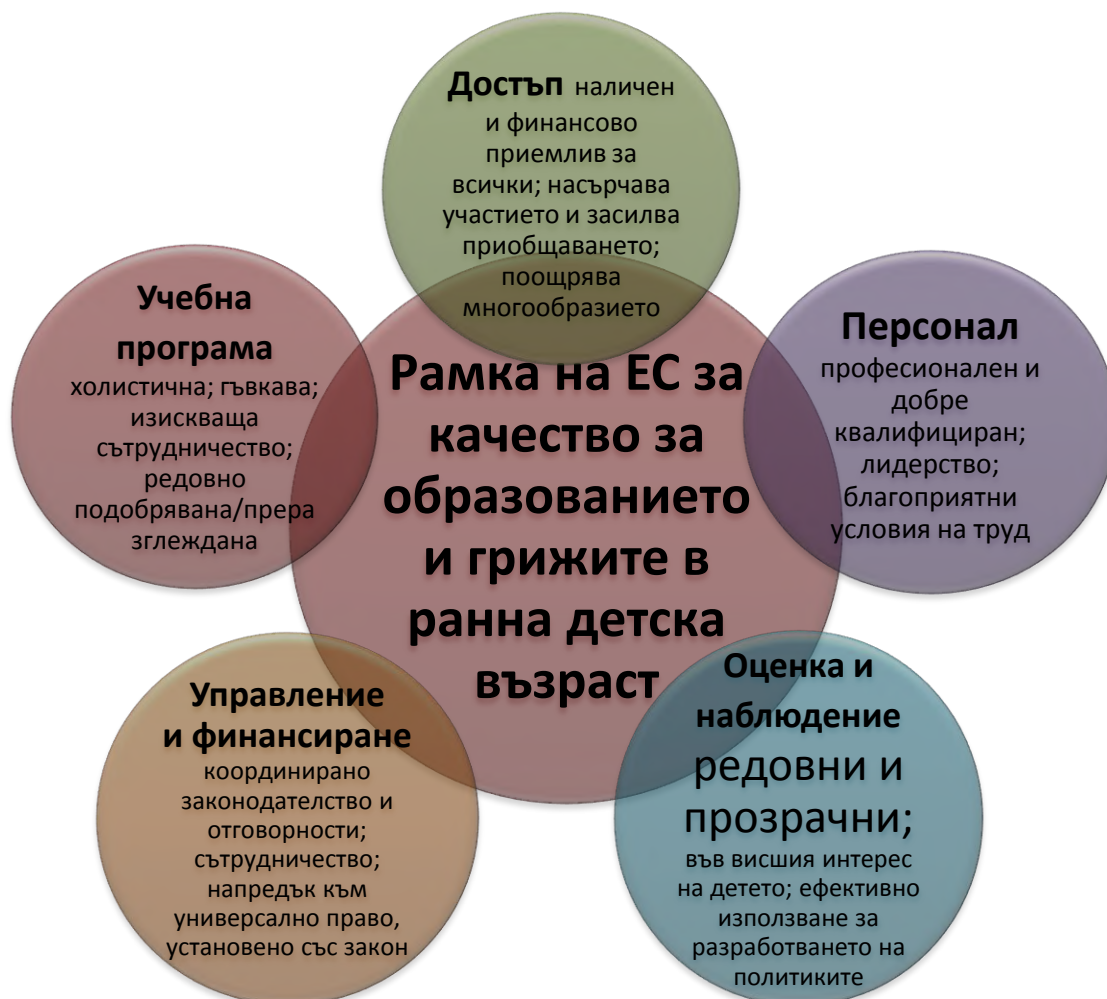 Достъп наличен
и финансово
приемлив за
всички; насърчава
участието и засилва
приобщаването;
поощрява
многообразието
Учебна
програма
холистична; гъвкава;
изискваща
сътрудничество;
редовно
подобрявана/прера
зглеждана
Рамка на ЕС за
качество за
образованието
и грижите в
ранна детска
възраст
Персонал
професионален и
добре
квалифициран;
лидерство;
благоприятни
условия на труд
Управление
и финансиране
координирано
законодателство и
отговорности;
сътрудничество;
напредък към
универсално право,
установено със закон
Оценка и
наблюдение
редовни и
прозрачни;
във висшия интерес
на детето; ефективно
използване за
разработването на
политиките